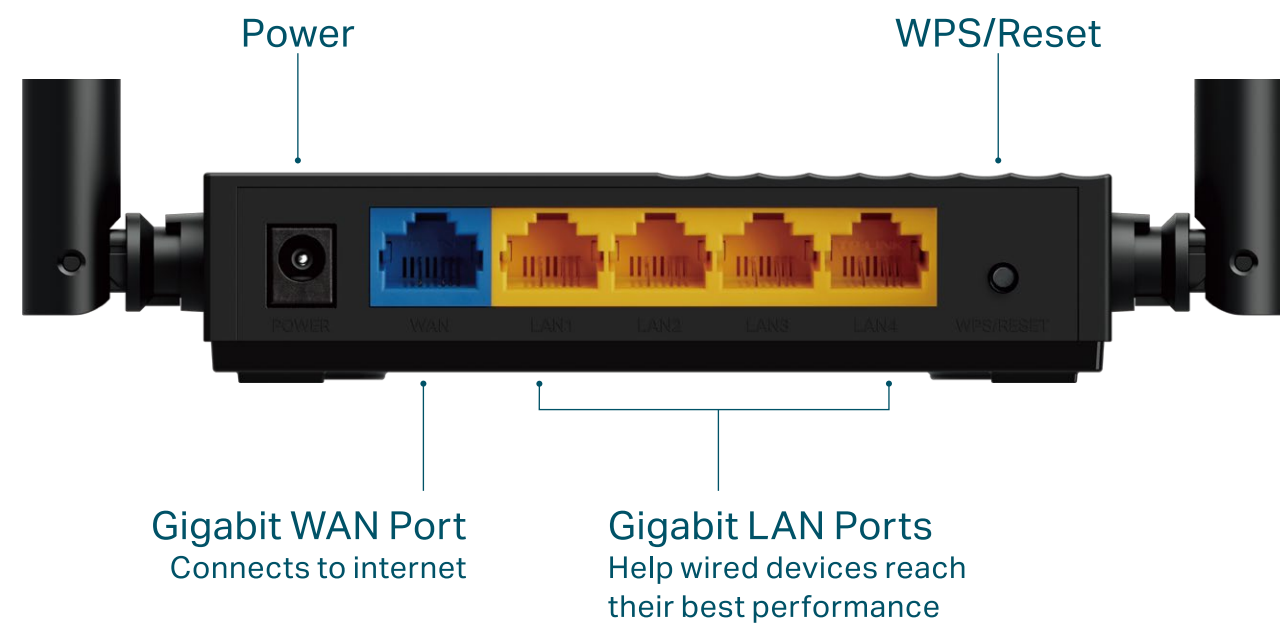 Power
WPS/Reset
POWER
WAN
LAN1
LAN2
LAN3
LAN4
WPS/RESET
Gigabit WAN Port
Connects to internet
Gigabit LAN Ports
Help wired devices reach
their best performance